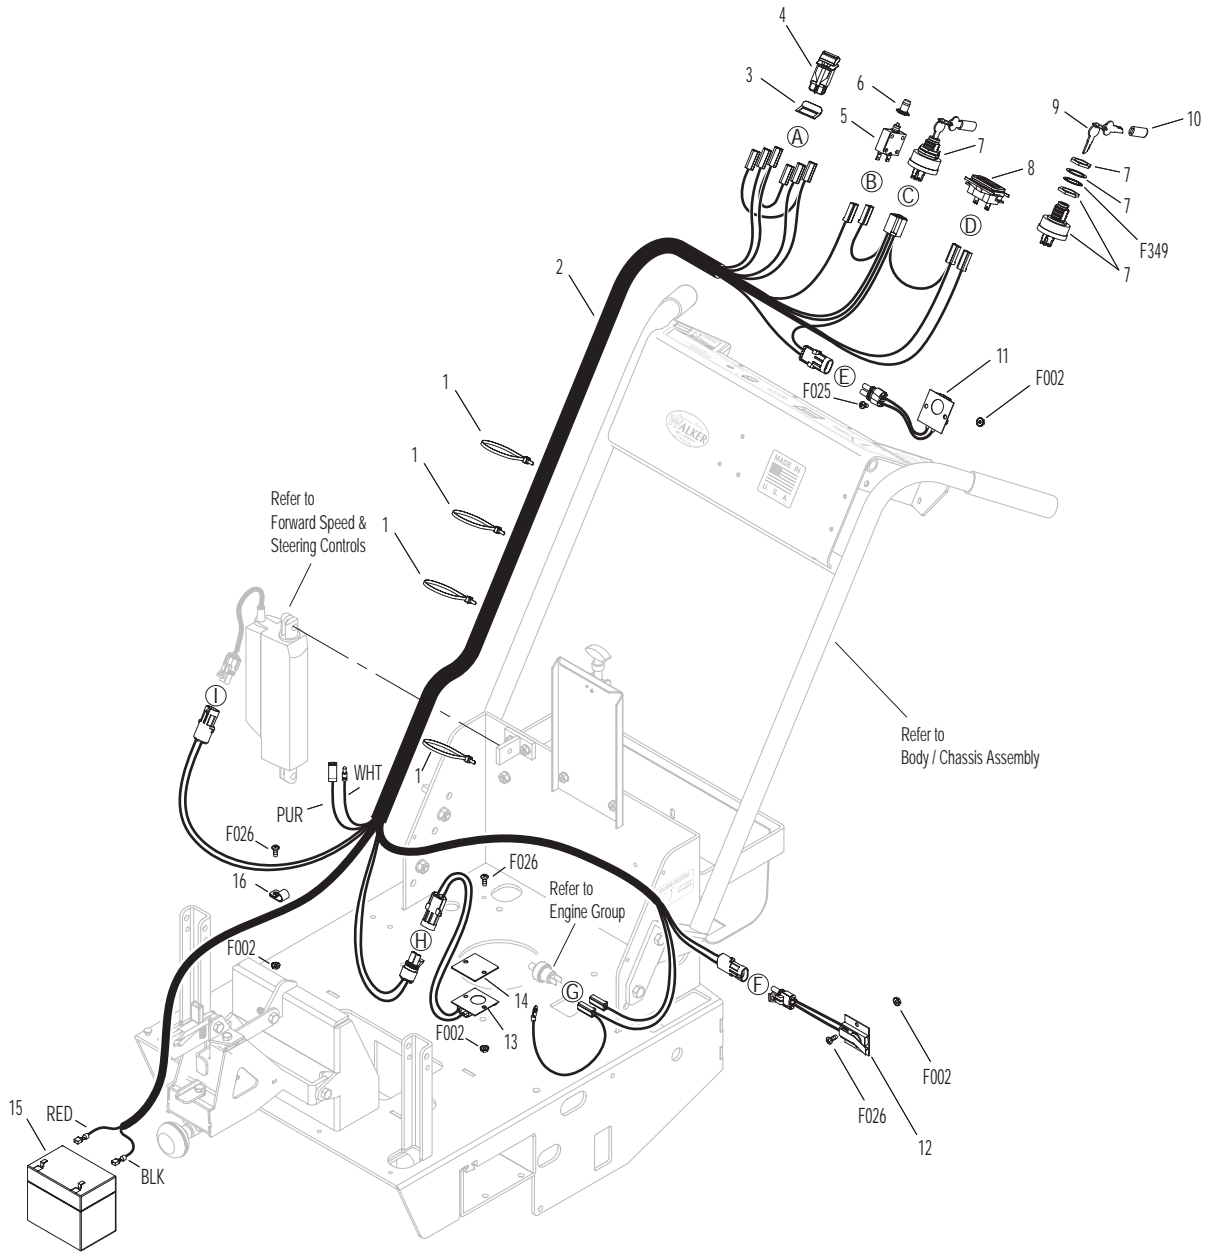 4
3
6
5
A
7
B
C
8
D
9
10
7
7
F349
7
2
E
F025
11
F002
1
WALKER
MADE IN
U. S. A.
1
Refer to
Forward Speed &
Steering Controls
1
1
I
WHT
PUR
F026
16
Refer to
Body / Chassis Assembly
1
F026
Refer to
Engine Group
H
F002
14
G
13
F002
F
F002
F026
12
15
RED
BLK